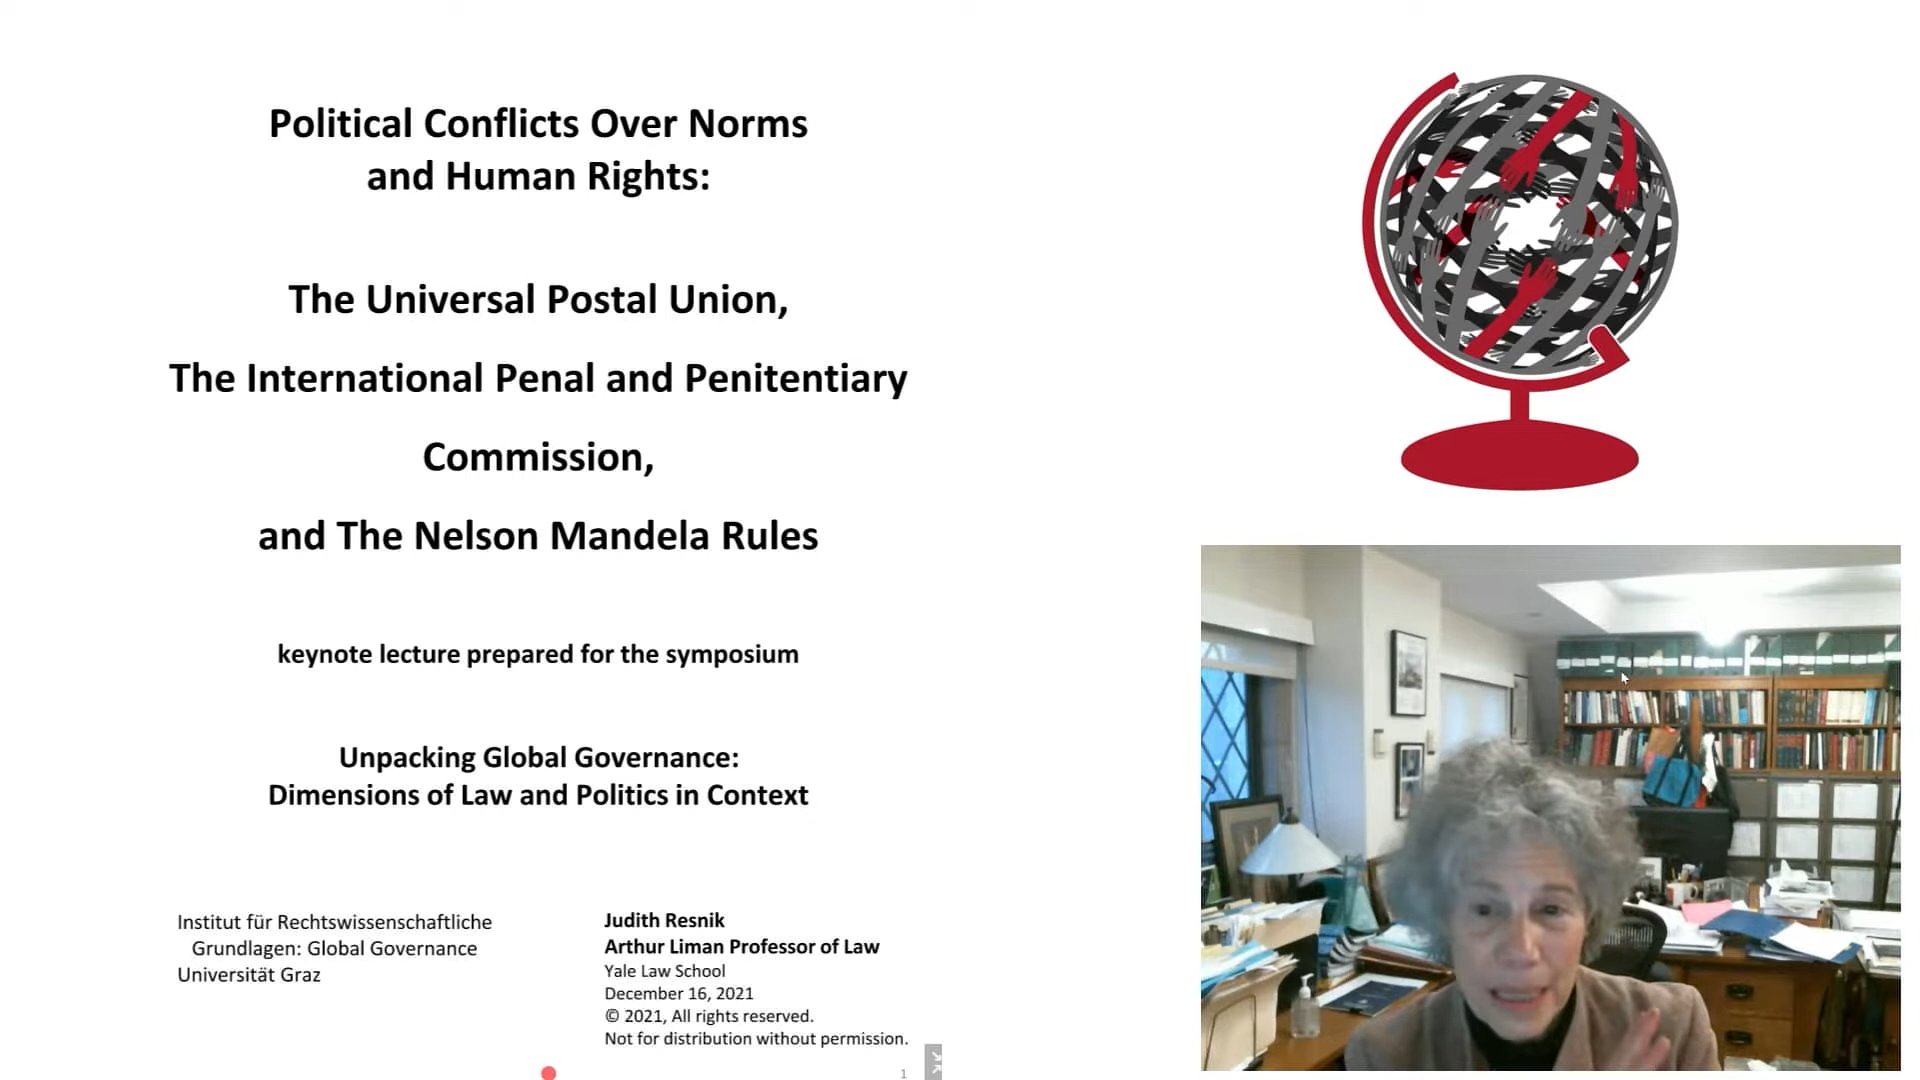 Political Conflicts Over Norms
and Human Rights:
The Universal Postal Union,
The International Penal and Penitentiary
Commission,
and The Nelson Mandela Rules
keynote lecture prepared for the symposium
Unpacking Global Governance:
Dimensions of Law and Politics in Context
Institut für Rechtswissenschaftliche
Grundlagen: Global Governance
Universität Graz
Judith Resnik
Arthur Liman Professor of Law
Yale Law School
December 16, 2021
© 2021, All rights reserved.
Not for distribution without permission.
1